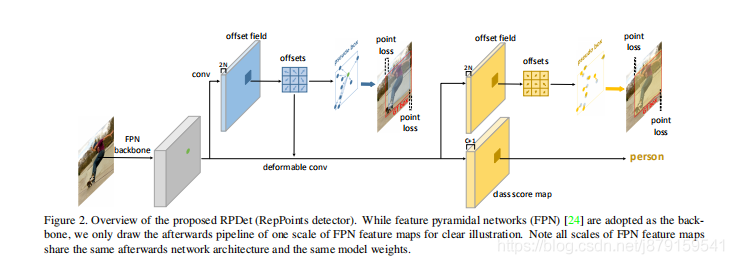 offset field
2N
offsets
pseudo box
point
loss
conv
point
loss
FPN
backbone
deformable conv
offset field
2N
offsets
pseudo box
point
loss
point
loss
C+1
class score map
person
Figure 2. Overview of the proposed RPDet (RepPoints detector). While feature pyramidal networks (FPN) [24] are adopted as the back-
bone, we only draw the afterwards pipeline of one scale of FPN feature maps for clear illustration. Note all scales of FPN feature maps
share the same afterwards network architecture and the same model weights.
https://blog.csdn.net/j879159541